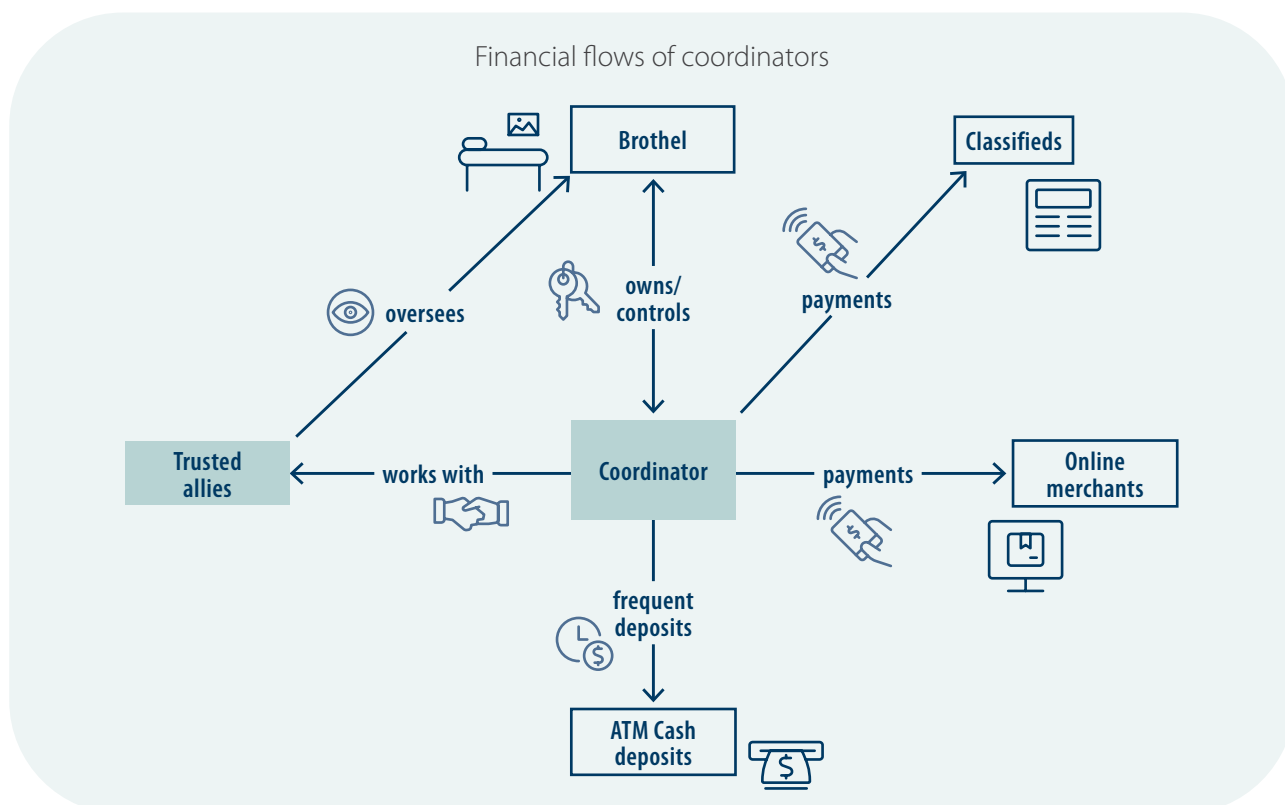 Financial flows of coordinators
Brothel
Classifieds
owns/
controls
payments
oversees
Trusted
allies
works with
Coordinator
payments
Online
merchants
frequent
deposits
ATM Cash
deposits